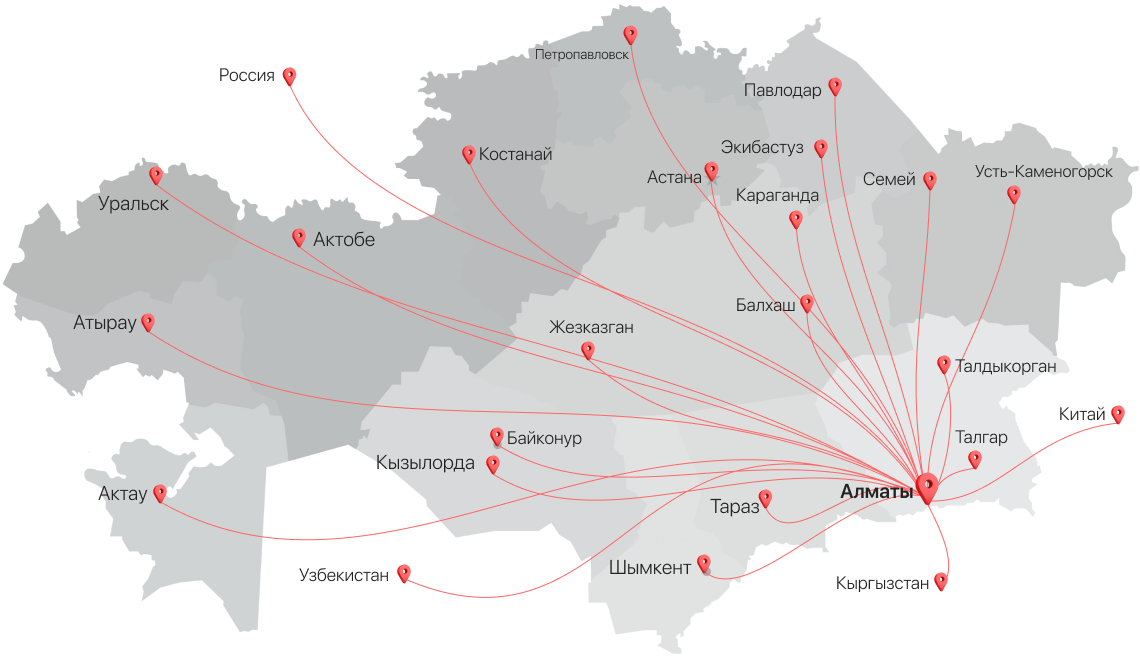 Петропавловск
Россия
Павлодар
Экибастуз
Костанай
Усть-Каменогорск
Астана
Семей
Караганда
Уральск
Актобе
Балхаш
Атырау
Жезказган
Талдыкорган
Китай
Байконур
Талгар
Кызылорда
Актау
Алматы
Тараз
Шымкент
Узбекистан
Кыргызстан